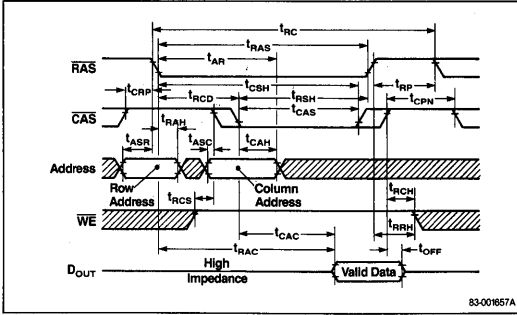 tRC
tRAS
tAR
RAS
tCRP
tCSH
tRP
tRCD
tRSH
tCPN
CAS
tRAH
tCAS
tASR
tASC
tCAH
Address
Row Address
Column Address
tRCS
tRCH
WE
tRRH
tCAC
tRAC
tOFF
High Impedance
DOUT
Valid Data
83-001657A